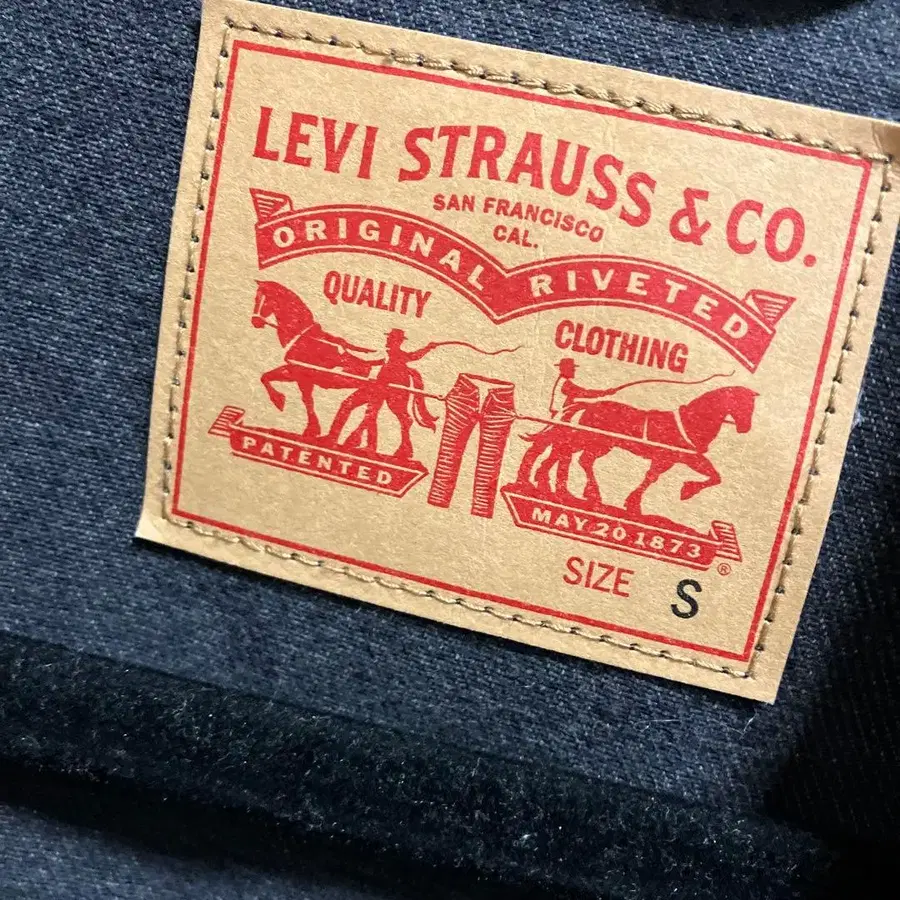 LEVI STRAUSS & CO.
SAN FRANCISCO
CAL.
ORIGINAL RIVETED
QUALITY
CLOTHING
PATENTED
MAY 20 1873
®
SIZE S